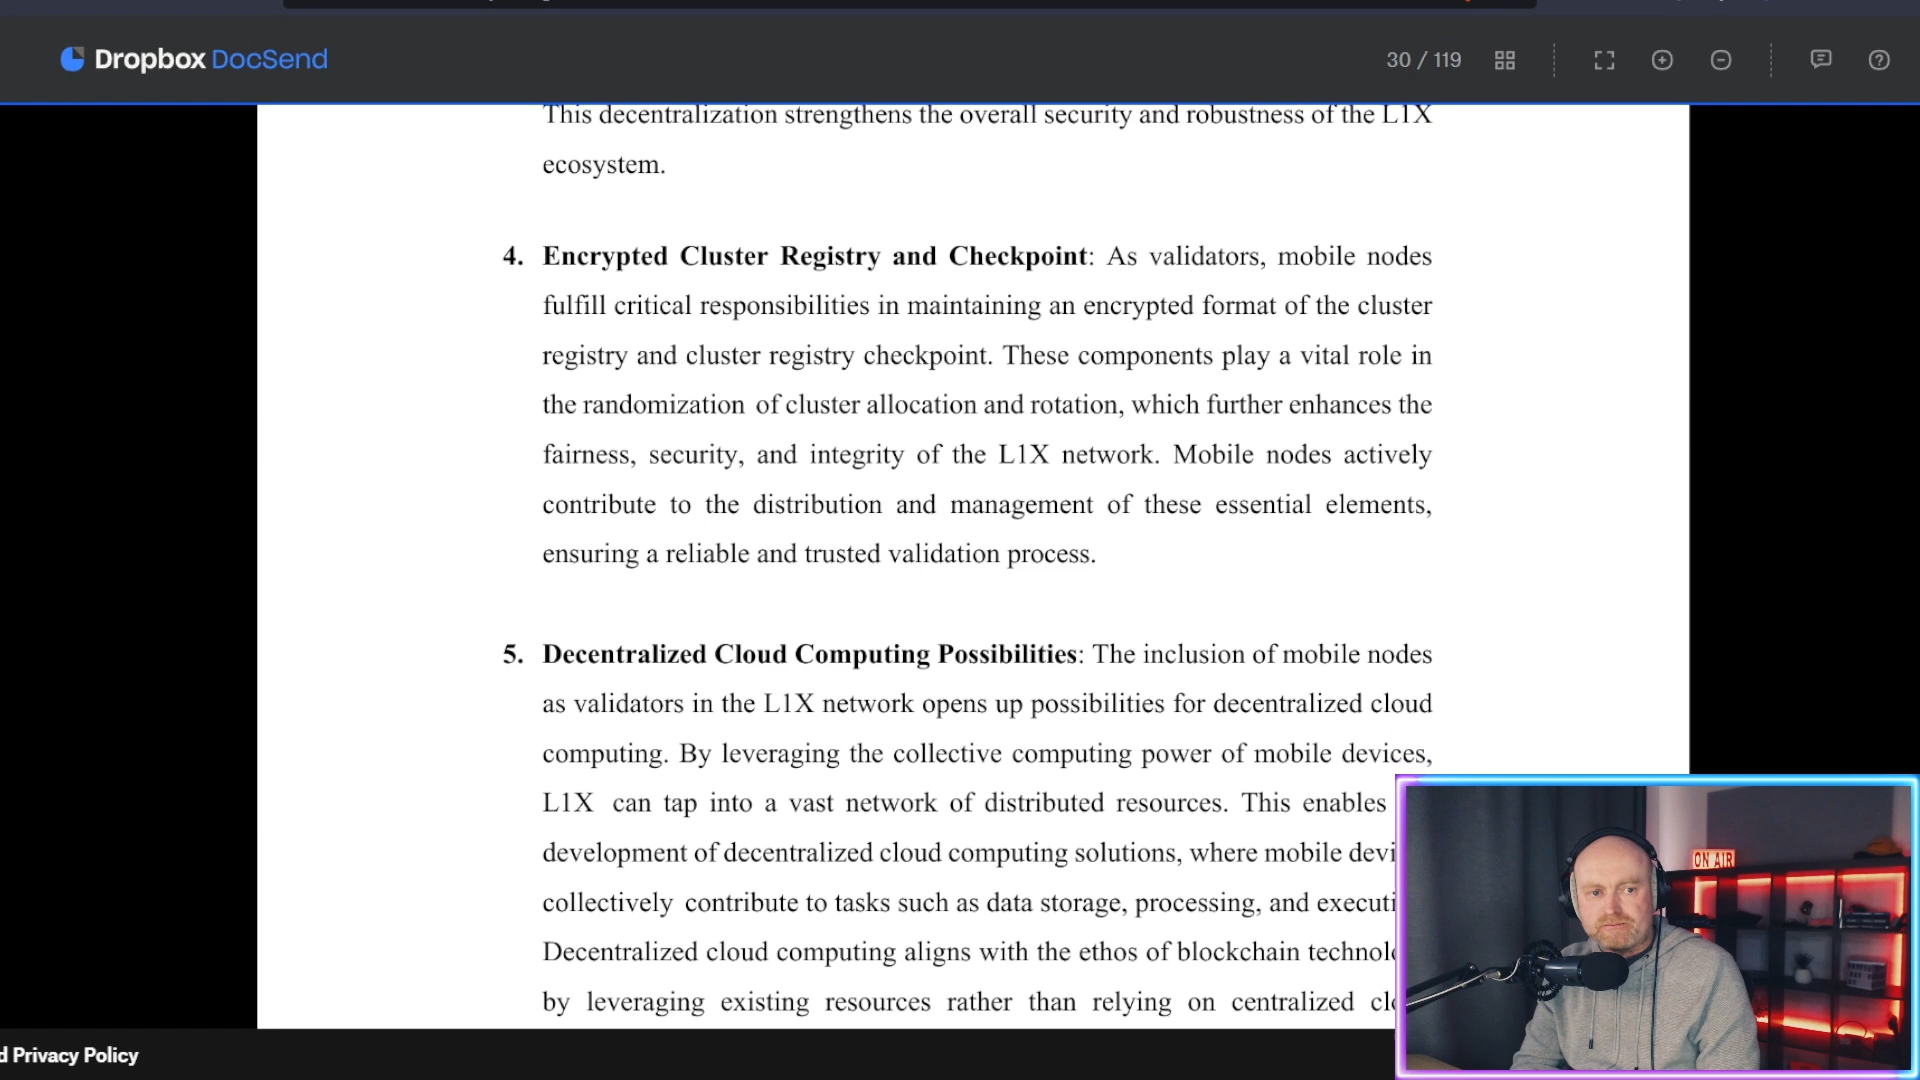 Dropbox DocSend
30 / 119
This decentralization strengthens the overall security and robustness of the L1X
ecosystem.
4. Encrypted Cluster Registry and Checkpoint: As validators, mobile nodes
fulfill critical responsibilities in maintaining an encrypted format of the cluster
registry and cluster registry checkpoint. These components play a vital role in
the randomization of cluster allocation and rotation, which further enhances the
fairness, security, and integrity of the L1X network. Mobile nodes actively
contribute to the distribution and management of these essential elements,
ensuring a reliable and trusted validation process.
5. Decentralized Cloud Computing Possibilities: The inclusion of mobile nodes
as validators in the L1X network opens up possibilities for decentralized cloud
computing. By leveraging the collective computing power of mobile devices,
L1X can tap into a vast network of distributed resources. This enables
development of decentralized cloud computing solutions, where mobile devi
collectively contribute to tasks such as data storage, processing, and executi
Decentralized cloud computing aligns with the ethos of blockchain technol
by leveraging existing resources rather than relying on centralized cl
ON AIR
d Privacy Policy